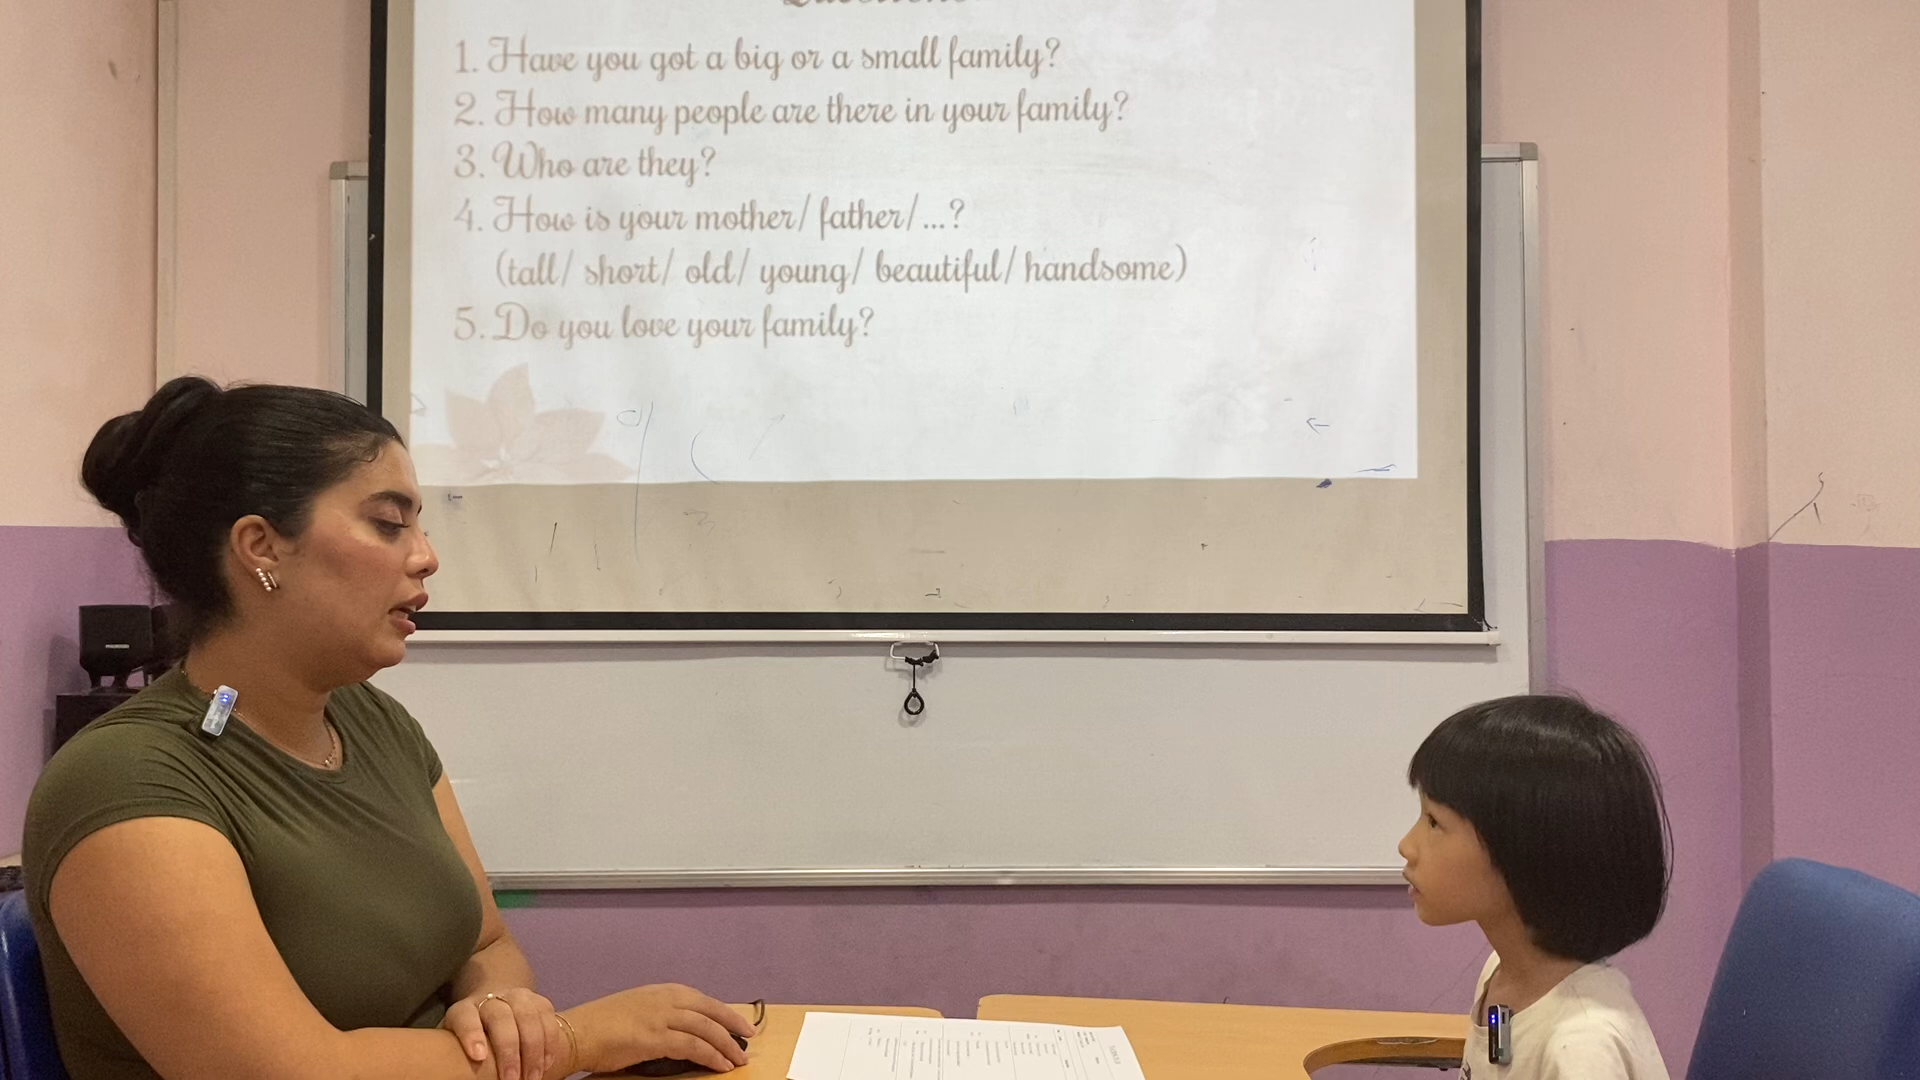 1. Have you got a big or a small family?
2. How many people are there in your family?
3. Who are they?
4. How is your mother/ father/...?
(tall/ short/ old/ young/ beautiful/ handsome)
5. Do you love your family?